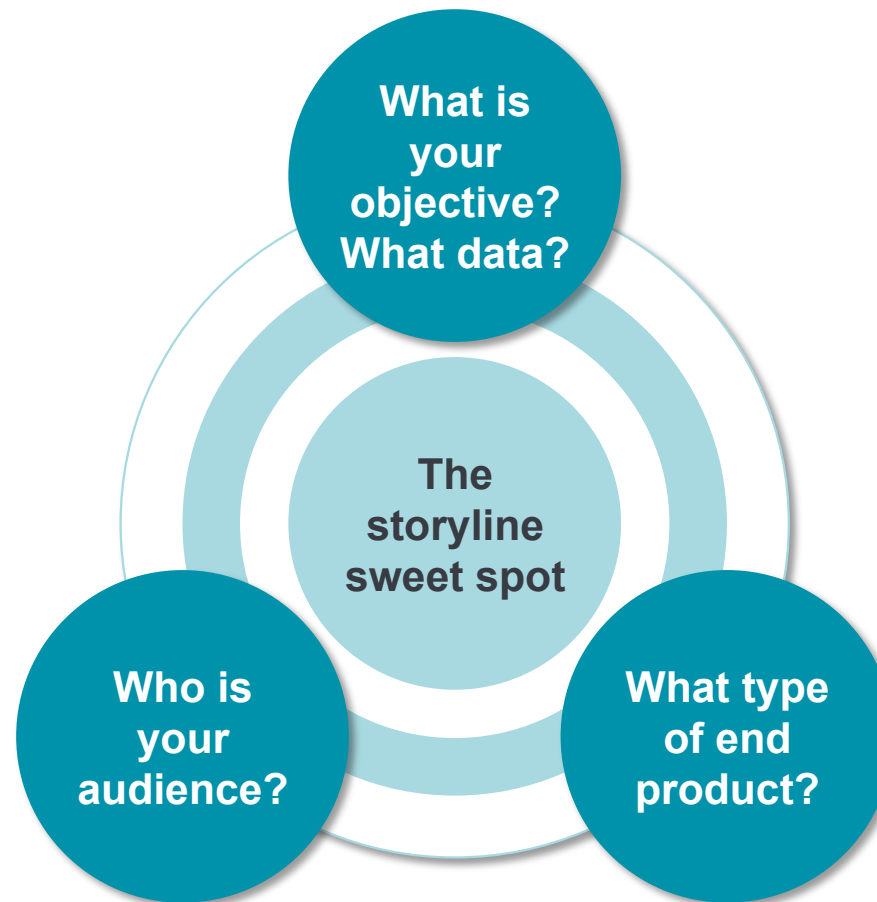 What is
your
objective?
What data?
The
storyline
sweet spot
Who is
your
audience?
What type
of end
product?